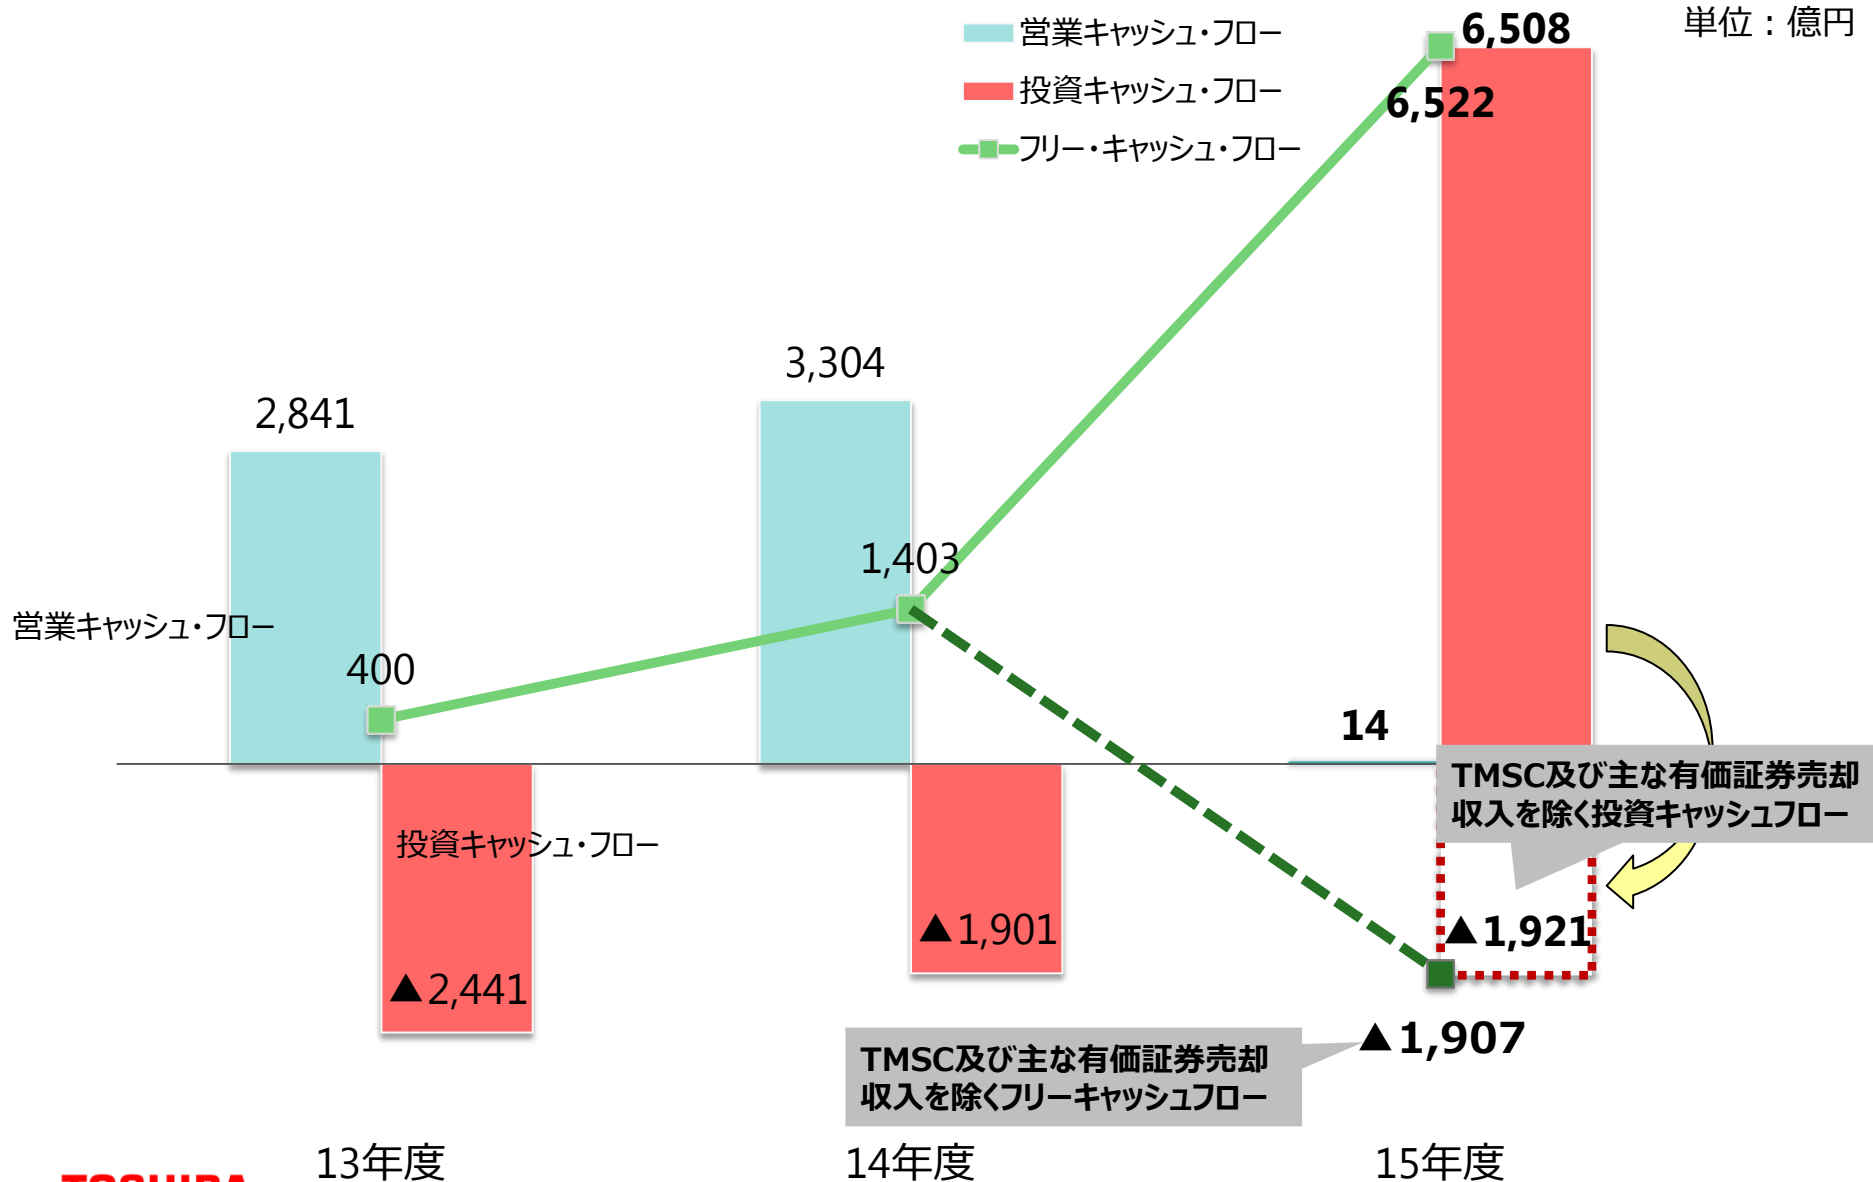 単位：億円
営業キャッシュ・フロー
投資キャッシュ・フロー
フリー・キャッシュ・フロー
6,508
6,522
3,304
2,841
1,403
営業キャッシュ・フロー
400
14
TMSC及び主な有価証券売却
収入を除く投資キャッシュフロー
投資キャッシュ・フロー
▲1,901
▲1,921
▲2,441
▲1,907
TMSC及び主な有価証券売却
収入を除くフリーキャッシュフロー
13年度
14年度
15年度
TOSHIBA